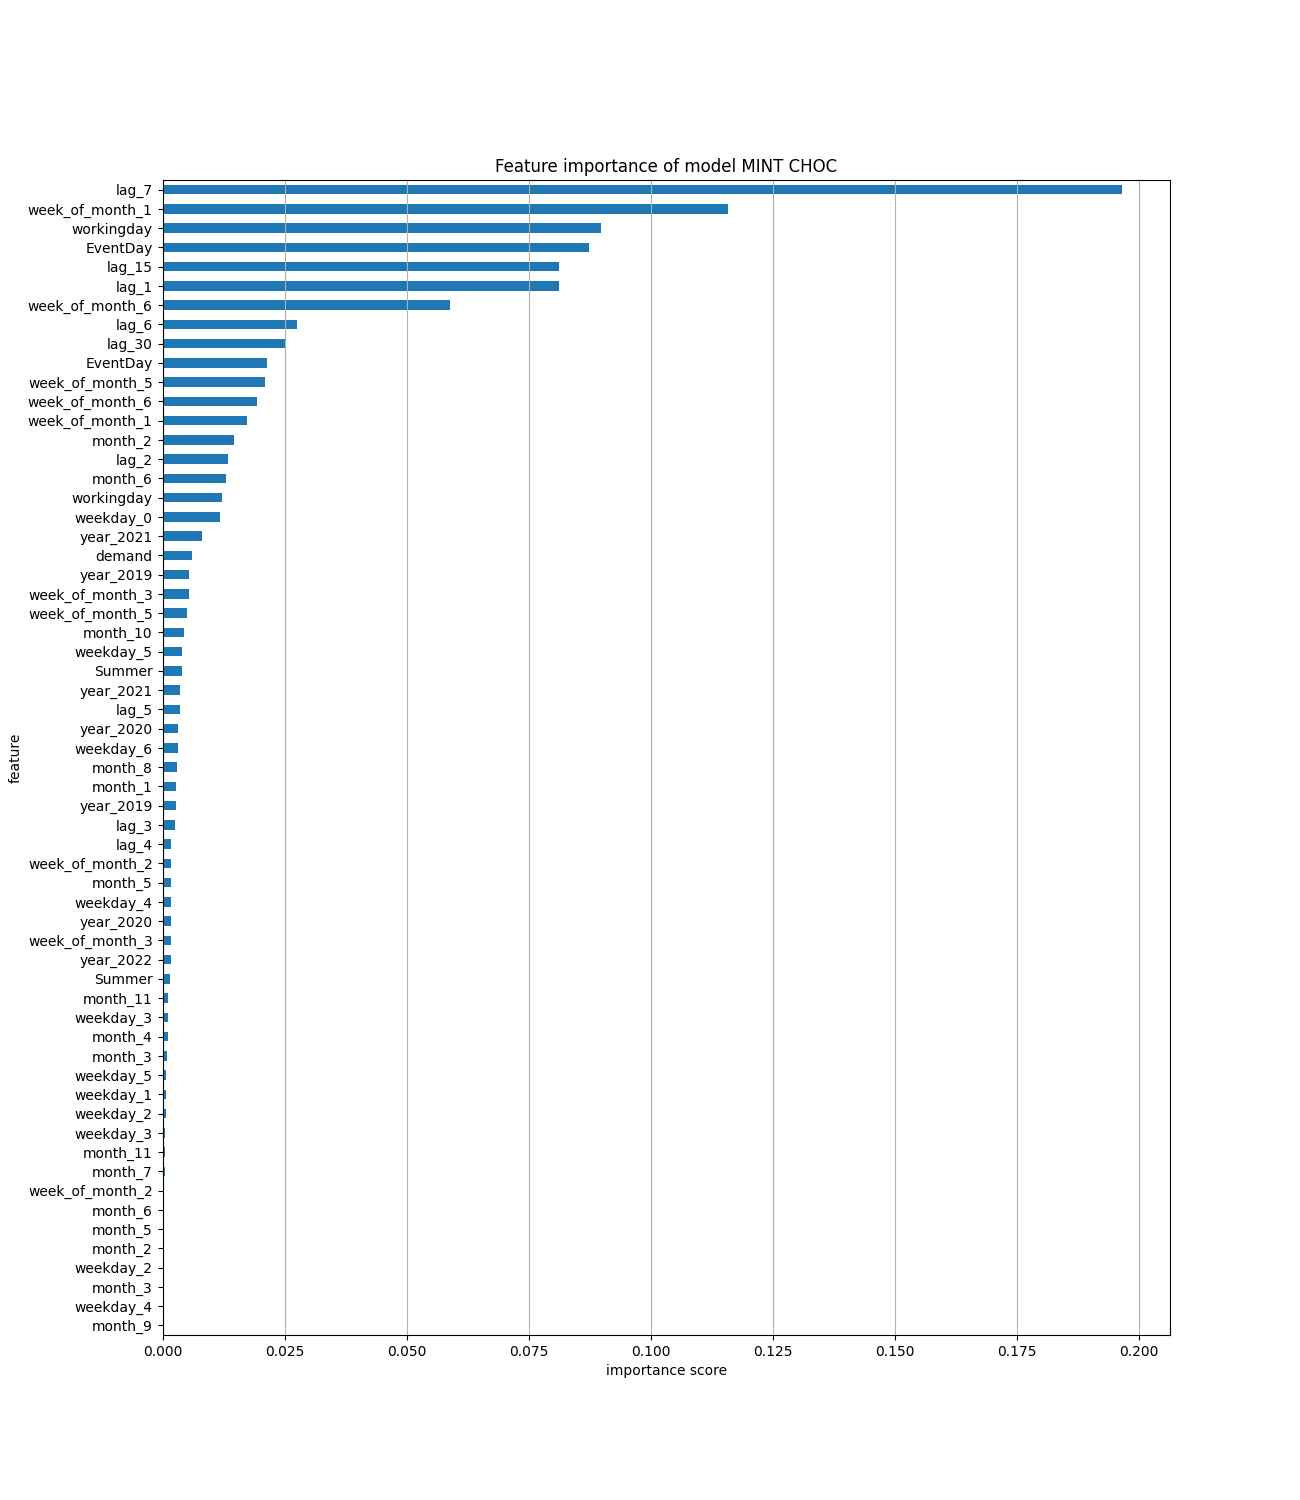 Feature importance of model MINT CHOC
lag_7
week_of_month_1
workingday
EventDay
lag_15
lag_1
week_of_month_6
lag_6
lag_30
EventDay
week_of_month_5
week_of_month_6
week_of_month_1
month_2
lag_2
month_6
workingday
weekday_0
year_2021
demand
year_2019
week_of_month_3
week_of_month_5
month_10
weekday_5
Summer
year_2021
lag_5
year_2020
weekday_6
month_8
month_1
year_2019
lag_3
lag_4
week_of_month_2
month_5
weekday_4
year_2020
week_of_month_3
year_2022
Summer
month_11
weekday_3
month_4
month_3
weekday_5
weekday_1
weekday_2
weekday_3
month_11
month_7
week_of_month_2
month_6
month_5
month_2
weekday_2
month_3
weekday_4
month_9
feature
0.000 0.025 0.050 0.075 0.100 0.125 0.150 0.175 0.200
importance score